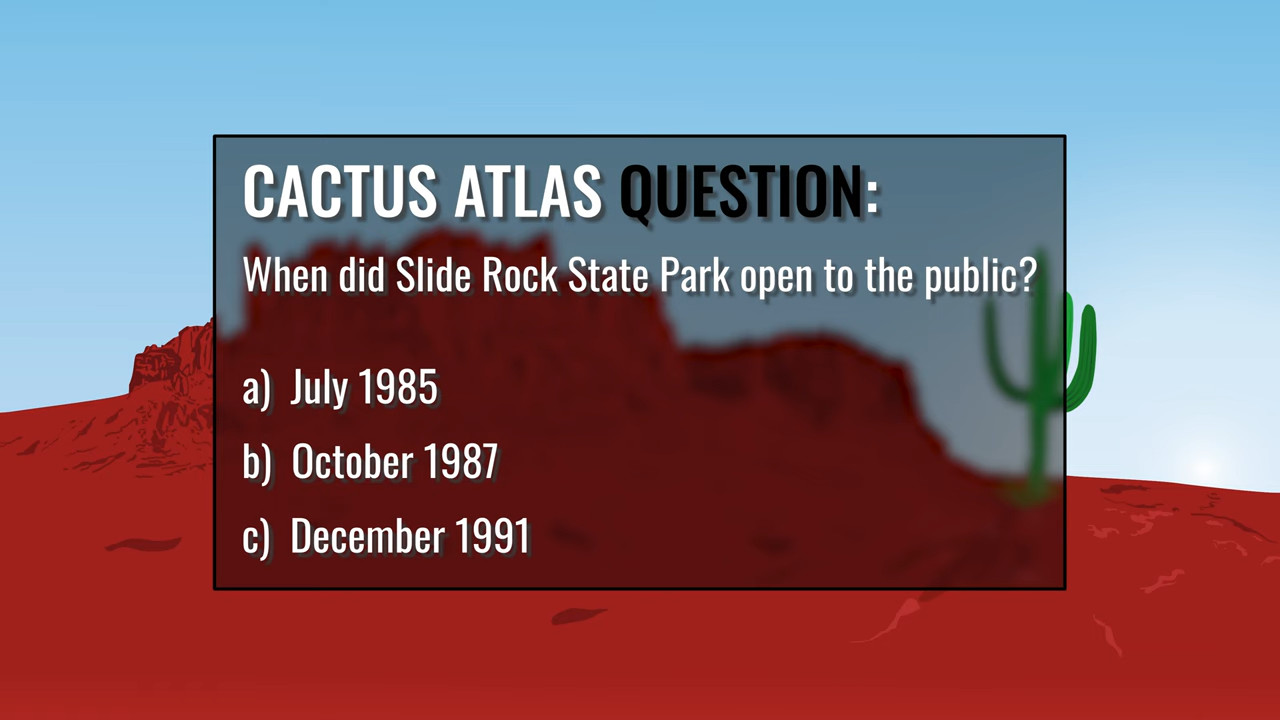 CACTUS ATLAS QUESTION:
When did Slide Rock State Park open to the public?
a) July 1985
b) October 1987
c) December 1991